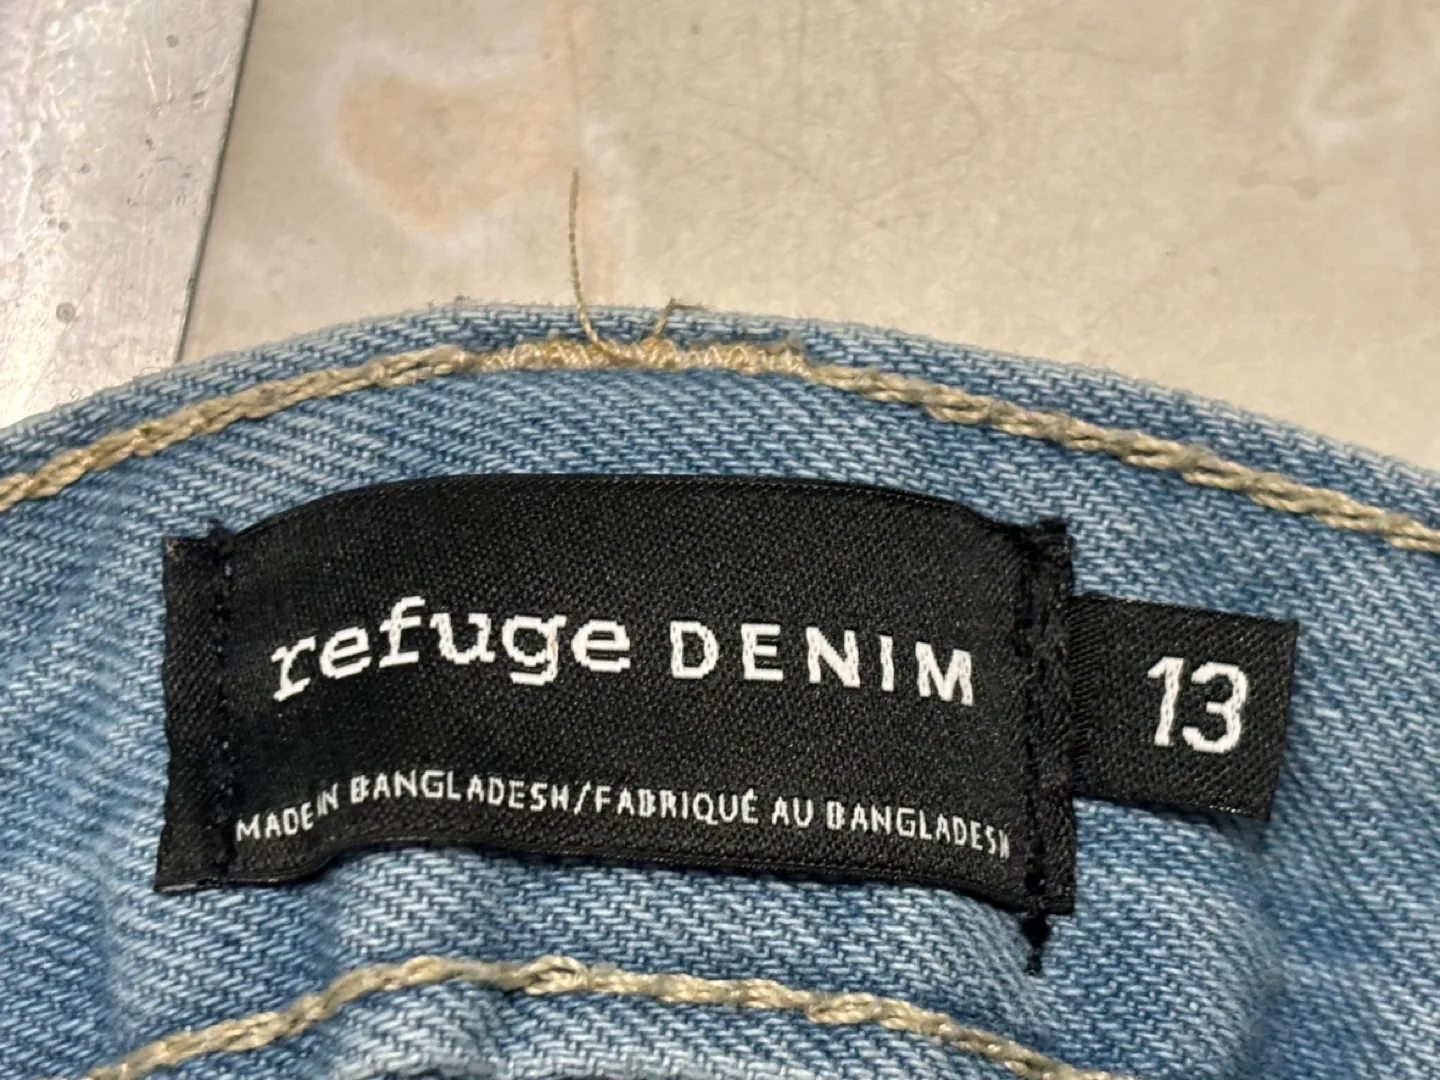 refuge DENIM
13
MADE IN BANGLADESH/FABRIQUÉ AU BANGLADESH